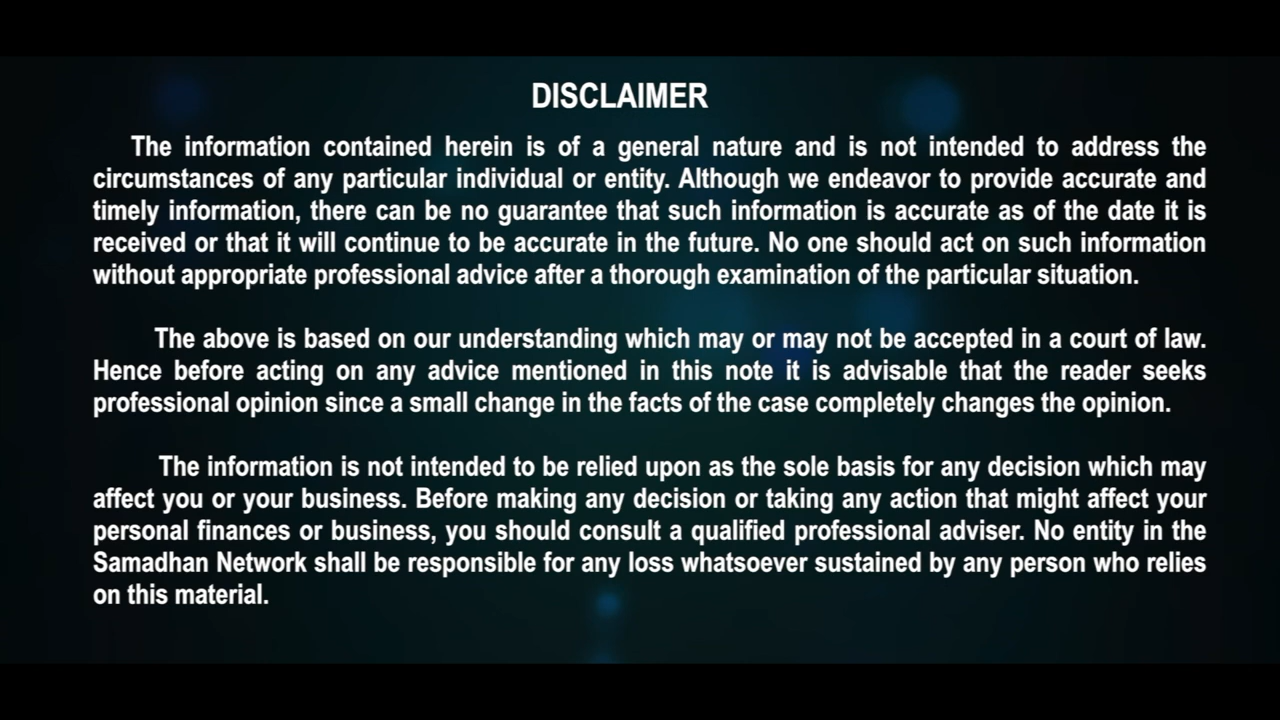 DISCLAIMER
The information contained herein is of a general nature and is not intended to address the
circumstances of any particular individual or entity. Although we endeavor to provide accurate and
timely information, there can be no guarantee that such information is accurate as of the date it is
received or that it will continue to be accurate in the future. No one should act on such information
without appropriate professional advice after a thorough examination of the particular situation.
The above is based on our understanding which may or may not be accepted in a court of law.
Hence before acting on any advice mentioned in this note it is advisable that the reader seeks
professional opinion since a small change in the facts of the case completely changes the opinion.
The information is not intended to be relied upon as the sole basis for any decision which may
affect you or your business. Before making any decision or taking any action that might affect your
personal finances or business, you should consult a qualified professional adviser. No entity in the
Samadhan Network shall be responsible for any loss whatsoever sustained by any person who relies
on this material.